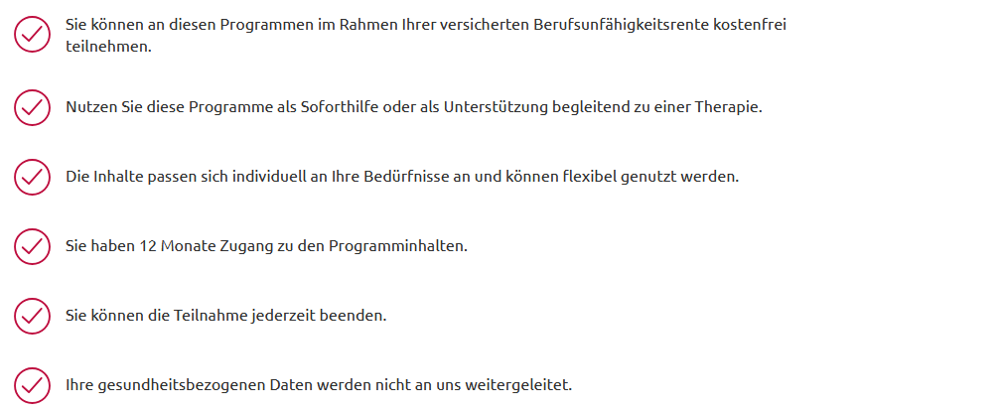 Sie können an diesen Programmen im Rahmen Ihrer versicherten Berufsunfähigkeitsrente kostenfrei
teilnehmen.
Nutzen Sie diese Programme als Soforthilfe oder als Unterstützung begleitend zu einer Therapie.
Die Inhalte passen sich individuell an Ihre Bedürfnisse an und können flexibel genutzt werden.
Sie haben 12 Monate Zugang zu den Programminhalten.
Sie können die Teilnahme jederzeit beenden.
Ihre gesundheitsbezogenen Daten werden nicht an uns weitergeleitet.